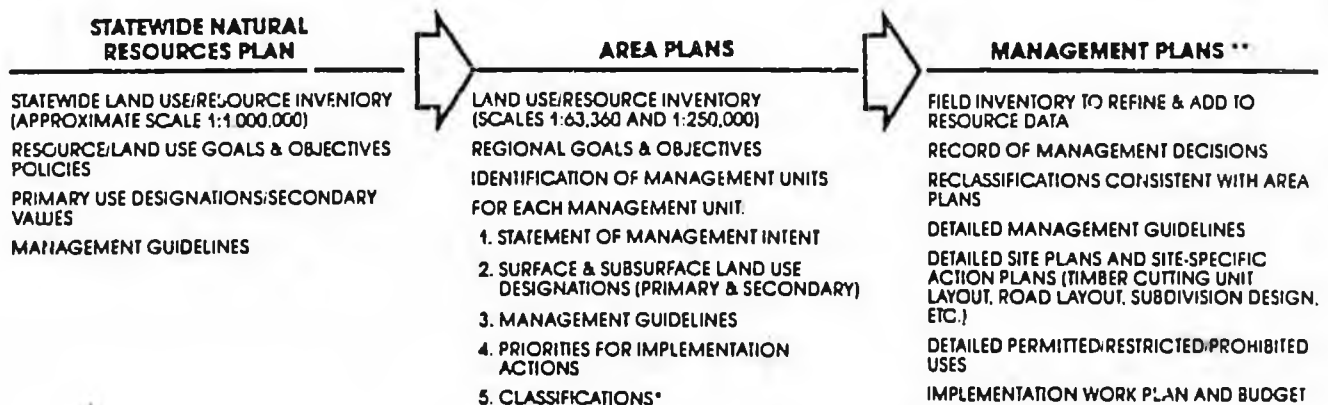 STATEWIDE NATURAL
RESOURCES PLAN
STATEWIDE LAND USE/RESOURCE INVENTORY
(APPROXIMATE SCALE 1:1,000,000)
RESOURCE/LAND USE GOALS & OBJECTIVES
POLICIES
PRIMARY USE DESIGNATIONS/SECONDARY
VALUES
MANAGEMENT GUIDELINES
AREA PLANS
LAND USE/RESOURCE INVENTORY
(SCALES 1:63,360 AND 1:250,000)
REGIONAL GOALS & OBJECTIVES
IDENTIFICATION OF MANAGEMENT UNITS
FOR EACH MANAGEMENT UNIT:
1. STATEMENT OF MANAGEMENT INTENT
2. SURFACE & SUBSURFACE LAND USE
DESIGNATIONS (PRIMARY & SECONDARY)
3. MANAGEMENT GUIDELINES
4. PRIORITIES FOR IMPLEMENTATION
ACTIONS
5. CLASSIFICATIONS*
MANAGEMENT PLANS **
FIELD INVENTORY TO REFINE & ADD TO
RESOURCE DATA
RECORD OF MANAGEMENT DECISIONS
RECLASSIFICATIONS CONSISTENT WITH AREA
PLANS
DETAILED MANAGEMENT GUIDELINES
DETAILED SITE PLANS AND SITE-SPECIFIC
ACTION PLANS (TIMBER CUTTING UNIT
LAYOUT, ROAD LAYOUT, SUBDIVISION DESIGN,
ETC.)
DETAILED PERMITTED/RESTRICTED/PROHIBITED
USES
IMPLEMENTATION WORK PLAN AND BUDGET